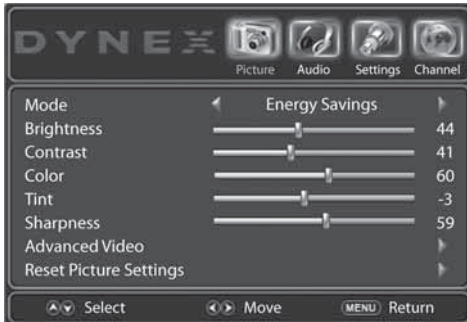 DYNEX
Picture Audio Settings Channel
Mode Energy Savings
Brightness 44
Contrast 41
Color 60
Tint -3
Sharpness 59
Advanced Video
Reset Picture Settings
Select Move MENU Return